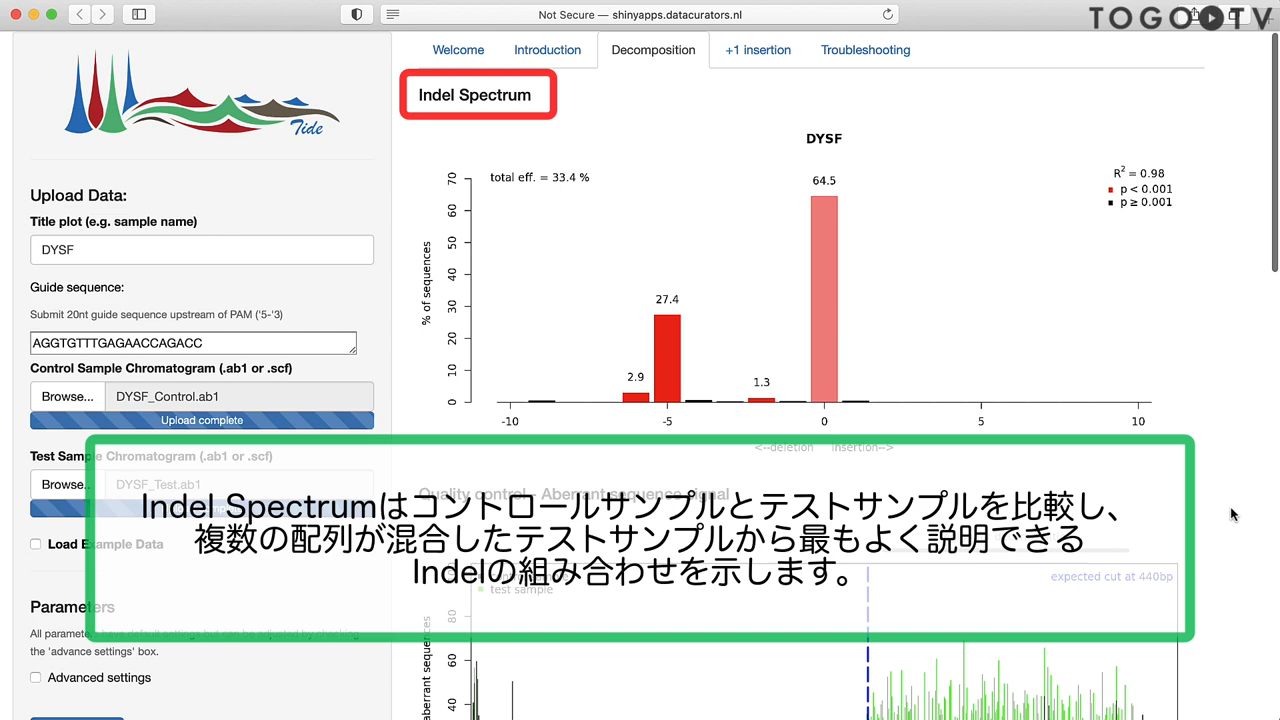 Not Secure — shinyapps.datacurators.nl
TOGO TV
Tide
Upload Data:
Title plot (e.g. sample name)
DYSF
Guide sequence:
Submit 20nt guide sequence upstream of PAM ('5-'3)
AGGTGTTTGAGAACCAGACC
Control Sample Chromatogram (.ab1 or .scf)
Browse... DYSF_Control.ab1
Upload complete
Test Sample Chromatogram (.ab1 or .scf)
Browse.. DYSF_Test.ab1
Load Example Data
Parameters
All parameters have default settings but can be adjusted by checking
the 'advance settings' box.
Advanced settings
Welcome Introduction Decomposition +1 insertion Troubleshooting
Indel Spectrum
DYSF
total eff. = 33.4 %
R² = 0.98
p < 0.001
p ≥ 0.001
% of sequences
70
60
50
40
30
20
10
0
2.9
27.4
1.3
64.5
-10 -5 0 5 10
<--deletion insertion-->
Quality control - Aberrant sequence signal
Indel Spectrumはコントロールサンプルとテストサンプルを比較し、
複数の配列が混合したテストサンプルから最もよく説明できる
Indelの組み合わせを示します。
test sample
expected cut at 440bp
aberrant sequences
80
60
40